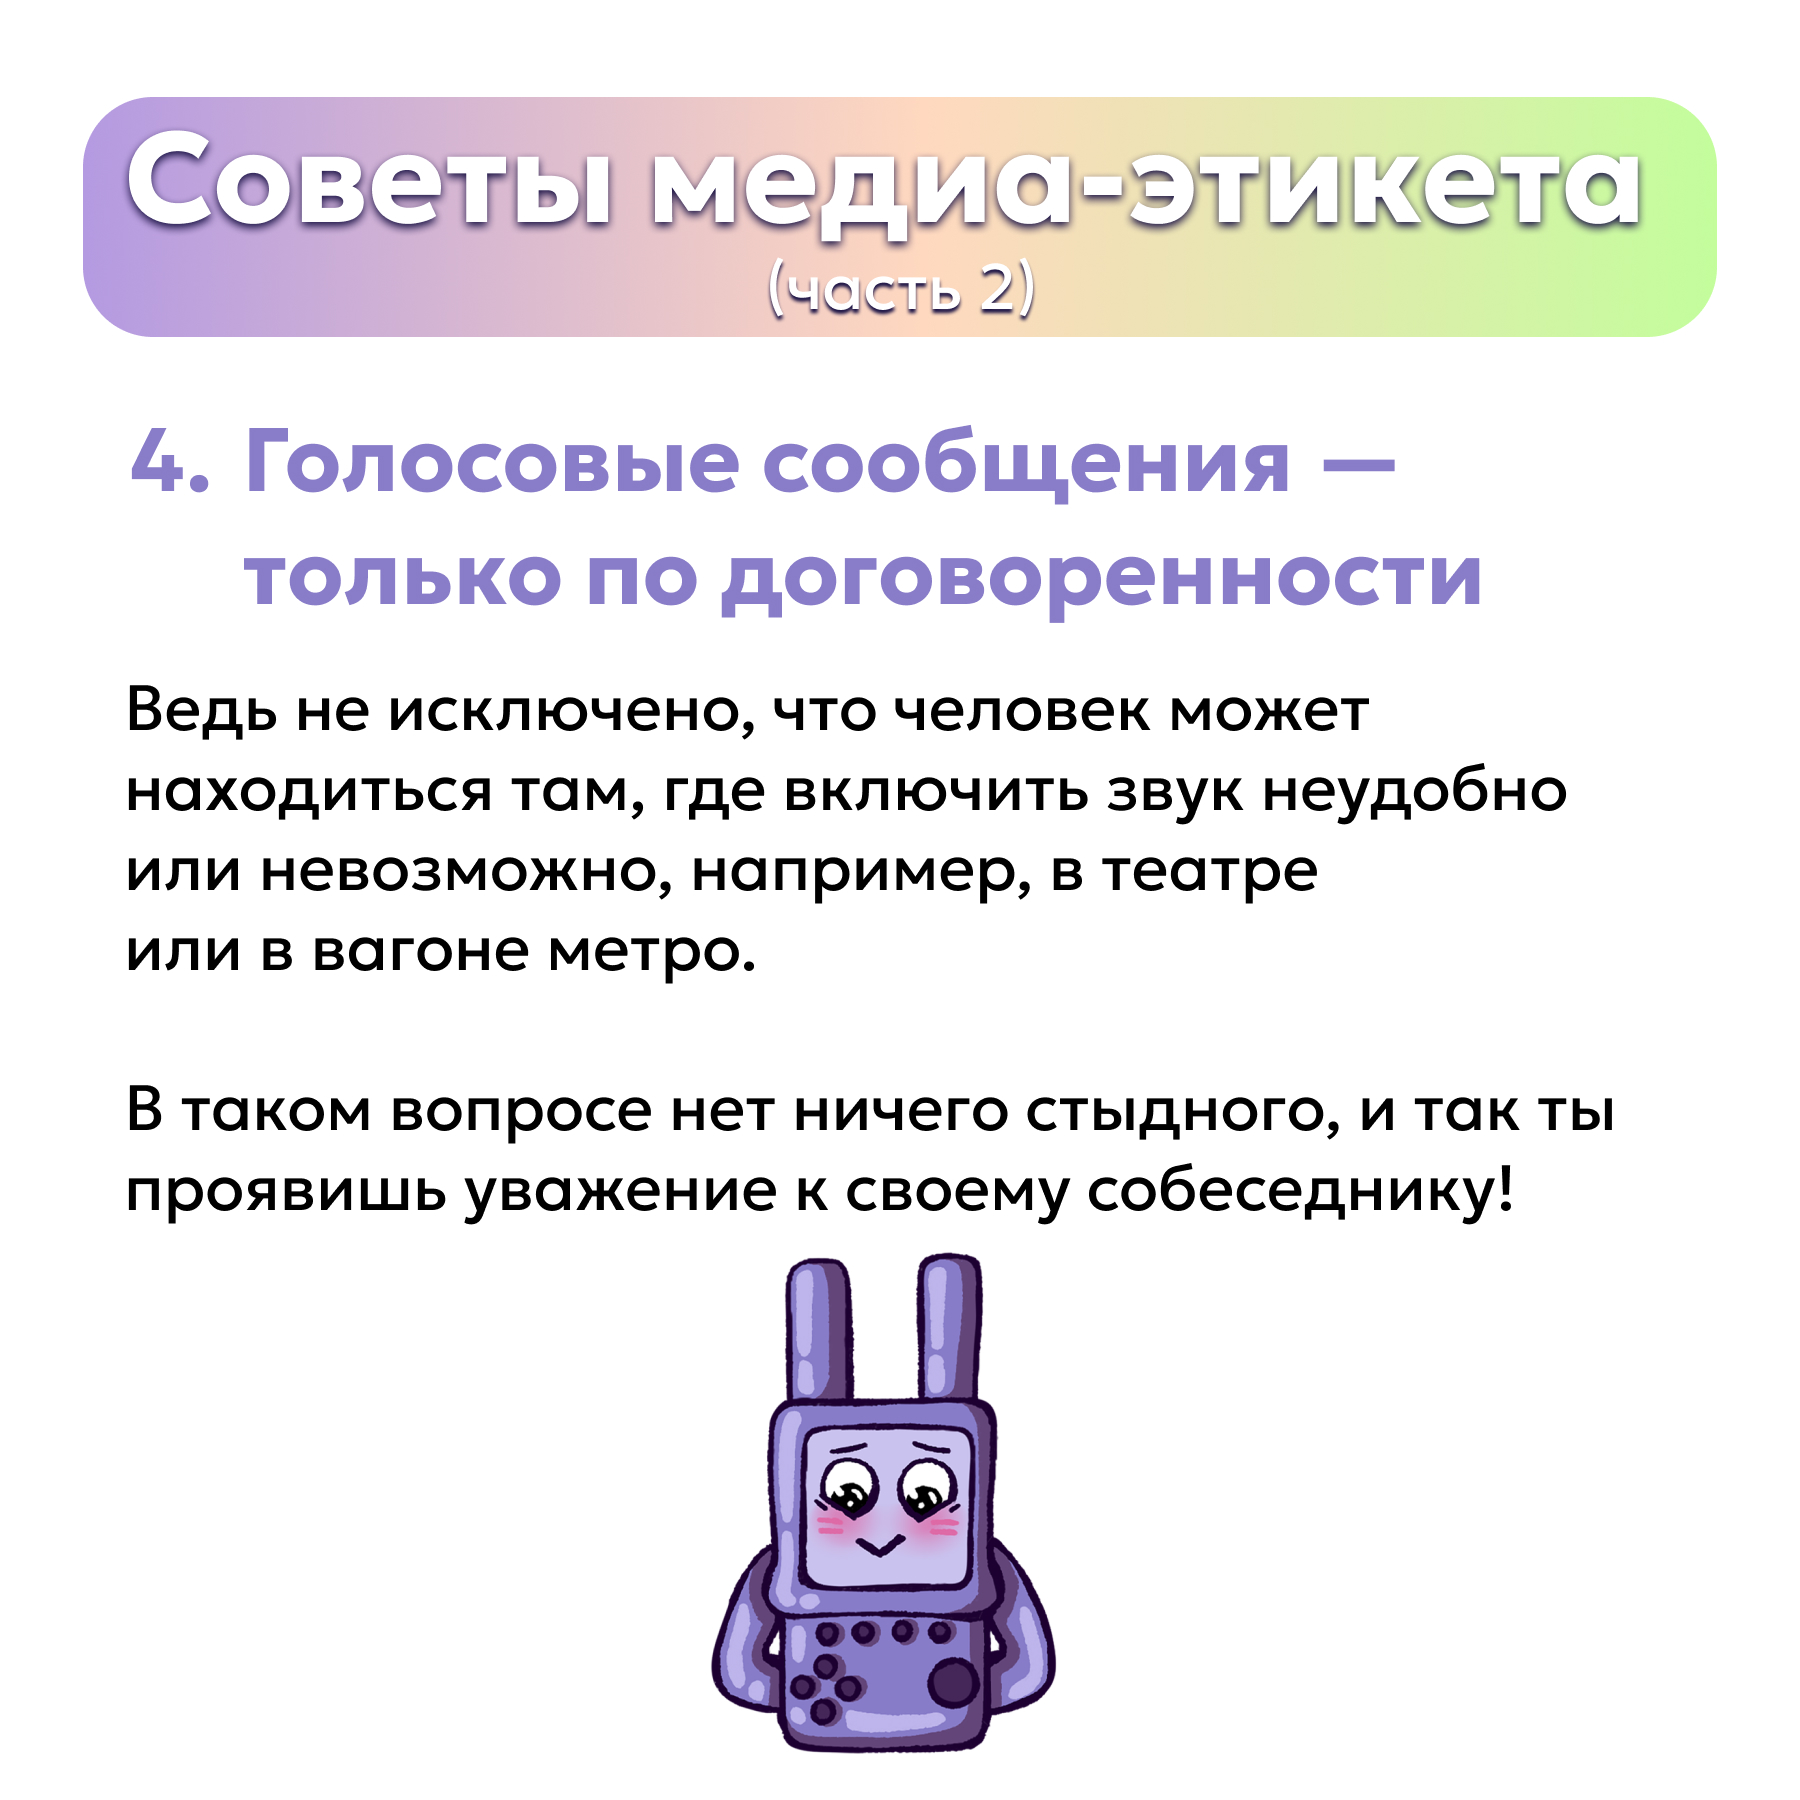 Советы медиа-этикета
(часть 2)
4. Голосовые сообщения —
только по договоренности
Ведь не исключено, что человек может
находиться там, где включить звук неудобно
или невозможно, например, в театре
или в вагоне метро.
В таком вопросе нет ничего стыдного, и так ты
проявишь уважение к своему собеседнику!